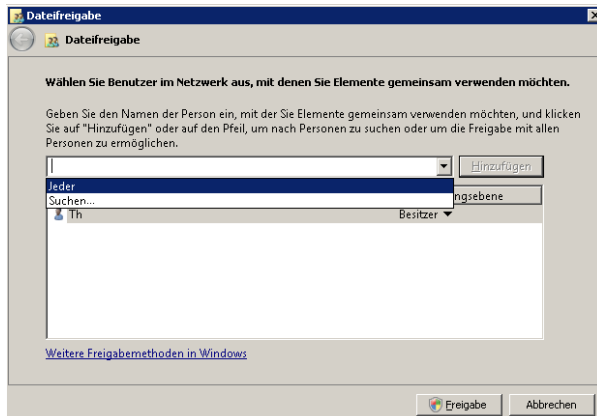 Dateifreigabe
Dateifreigabe
Wählen Sie Benutzer im Netzwerk aus, mit denen Sie Elemente gemeinsam verwenden möchten.
Geben Sie den Namen der Person ein, mit der Sie Elemente gemeinsam verwenden möchten, und klicken
Sie auf "Hinzufügen" oder auf den Pfeil, um nach Personen zu suchen oder um die Freigabe mit allen
Personen zu ermöglichen.
Hinzufügen
Jeder
Suchen...
ngsebene
Th Besitzer
Weitere Freigabemethoden in Windows
Freigabe Abbrechen